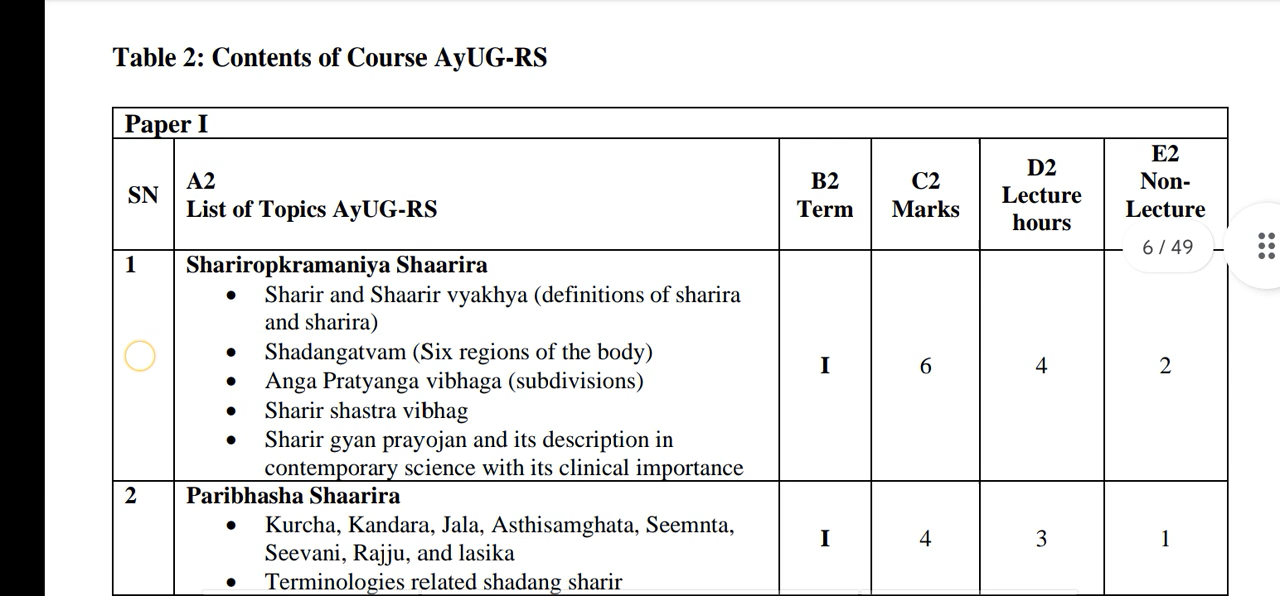 Table 2: Contents of Course AyUG-RS
Paper I
SN
A2
List of Topics AyUG-RS
B2
Term
C2
Marks
D2
Lecture
hours
E2
Non-
Lecture
6 / 49
1
Shariropkramaniya Shaarira
• Sharir and Shaarir vyakhya (definitions of sharira
and sharira)
• Shadangatvam (Six regions of the body)
• Anga Pratyanga vibhaga (subdivisions)
• Sharir shastra vibhag
• Sharir gyan prayojan and its description in
contemporary science with its clinical importance
I
6
4
2
2
Paribhasha Shaarira
• Kurcha, Kandara, Jala, Asthisamghata, Seemnta,
Seevani, Rajju, and lasika
• Terminologies related shadang sharir
I
4
3
1